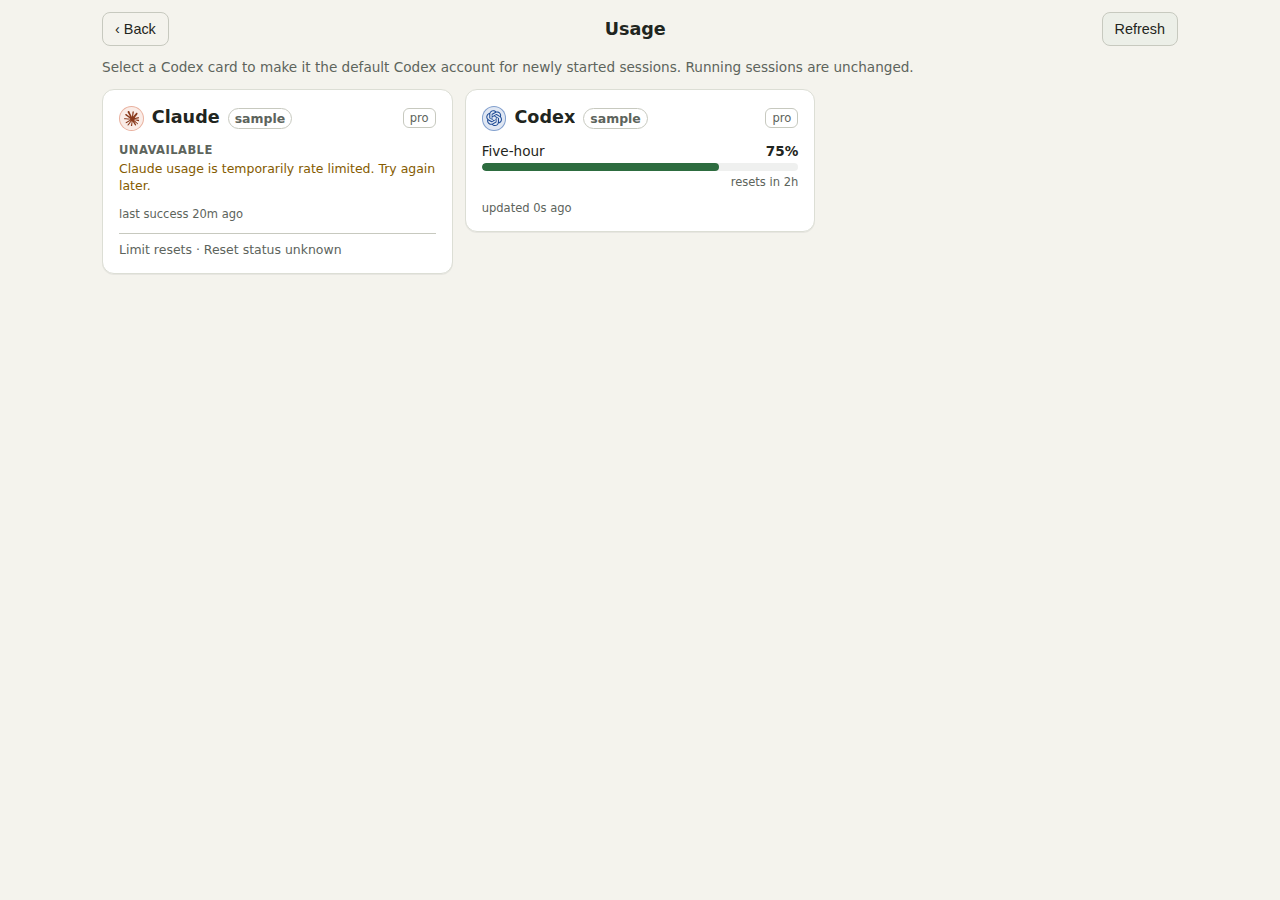 ‹ Back
Usage
Refresh
Select a Codex card to make it the default Codex account for newly started sessions. Running sessions are unchanged.
Claude sample pro
UNAVAILABLE
Claude usage is temporarily rate limited. Try again
later.
last success 20m ago
Limit resets · Reset status unknown
Codex sample pro
Five-hour 75%
resets in 2h
updated 0s ago